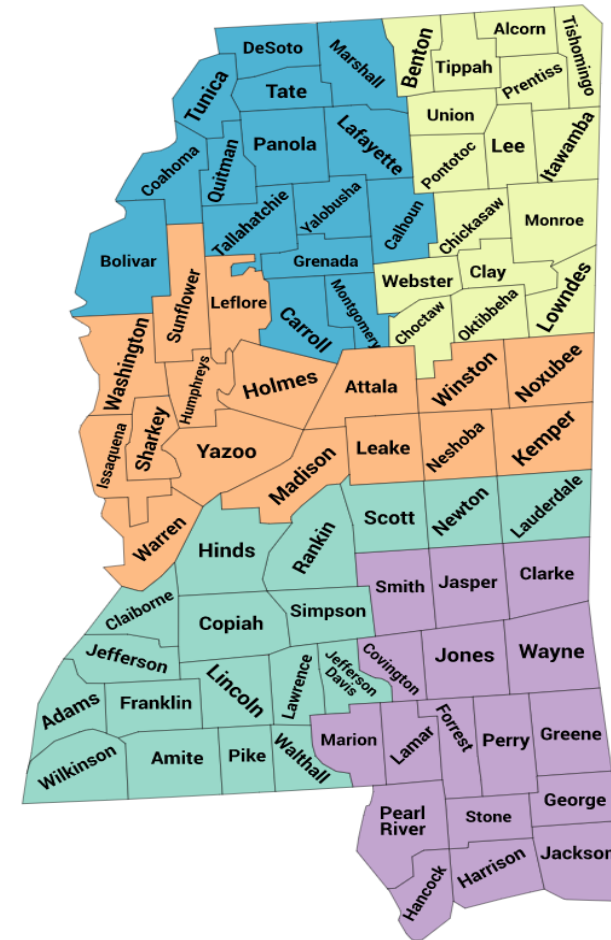 DeSoto
Marshall
Benton
Alcorn
Tishomingo
Tippah
Prentiss
Tunica
Tate
Union
Panola
Lafayette
Lee
Itawamba
Pontotoc
Quitman
Coahoma
Tallahatchie
Yalobusha
Calhoun
Chickasaw
Monroe
Bolivar
Grenada
Webster
Clay
Sunflower
Leflore
Carroll
Montgomery
Choctaw
Oktibbeha
Lowndes
Washington
Humphreys
Holmes
Attala
Winston
Noxubee
Issaquena
Sharkey
Yazoo
Madison
Leake
Neshoba
Kemper
Warren
Hinds
Rankin
Scott
Newton
Lauderdale
Claiborne
Copiah
Simpson
Smith
Jasper
Clarke
Jefferson
Lincoln
Lawrence
Jefferson
Davis
Covington
Jones
Wayne
Adams
Franklin
Wilkinson
Amite
Pike
Walthall
Marion
Lamar
Forrest
Perry
Greene
Pearl
River
Stone
George
Hancock
Harrison
Jackson